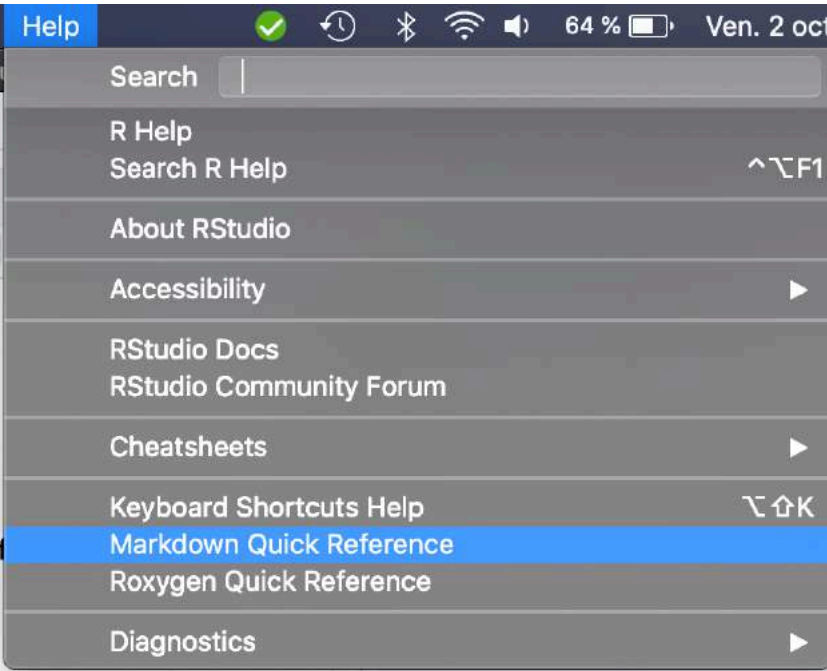 Help 64 % Ven. 2 oct
Search
R Help
Search R Help ^⌥F1
About RStudio
Accessibility ▶
RStudio Docs
RStudio Community Forum
Cheatsheets ▶
Keyboard Shortcuts Help ⌥⇧K
Markdown Quick Reference
Roxygen Quick Reference
Diagnostics ▶